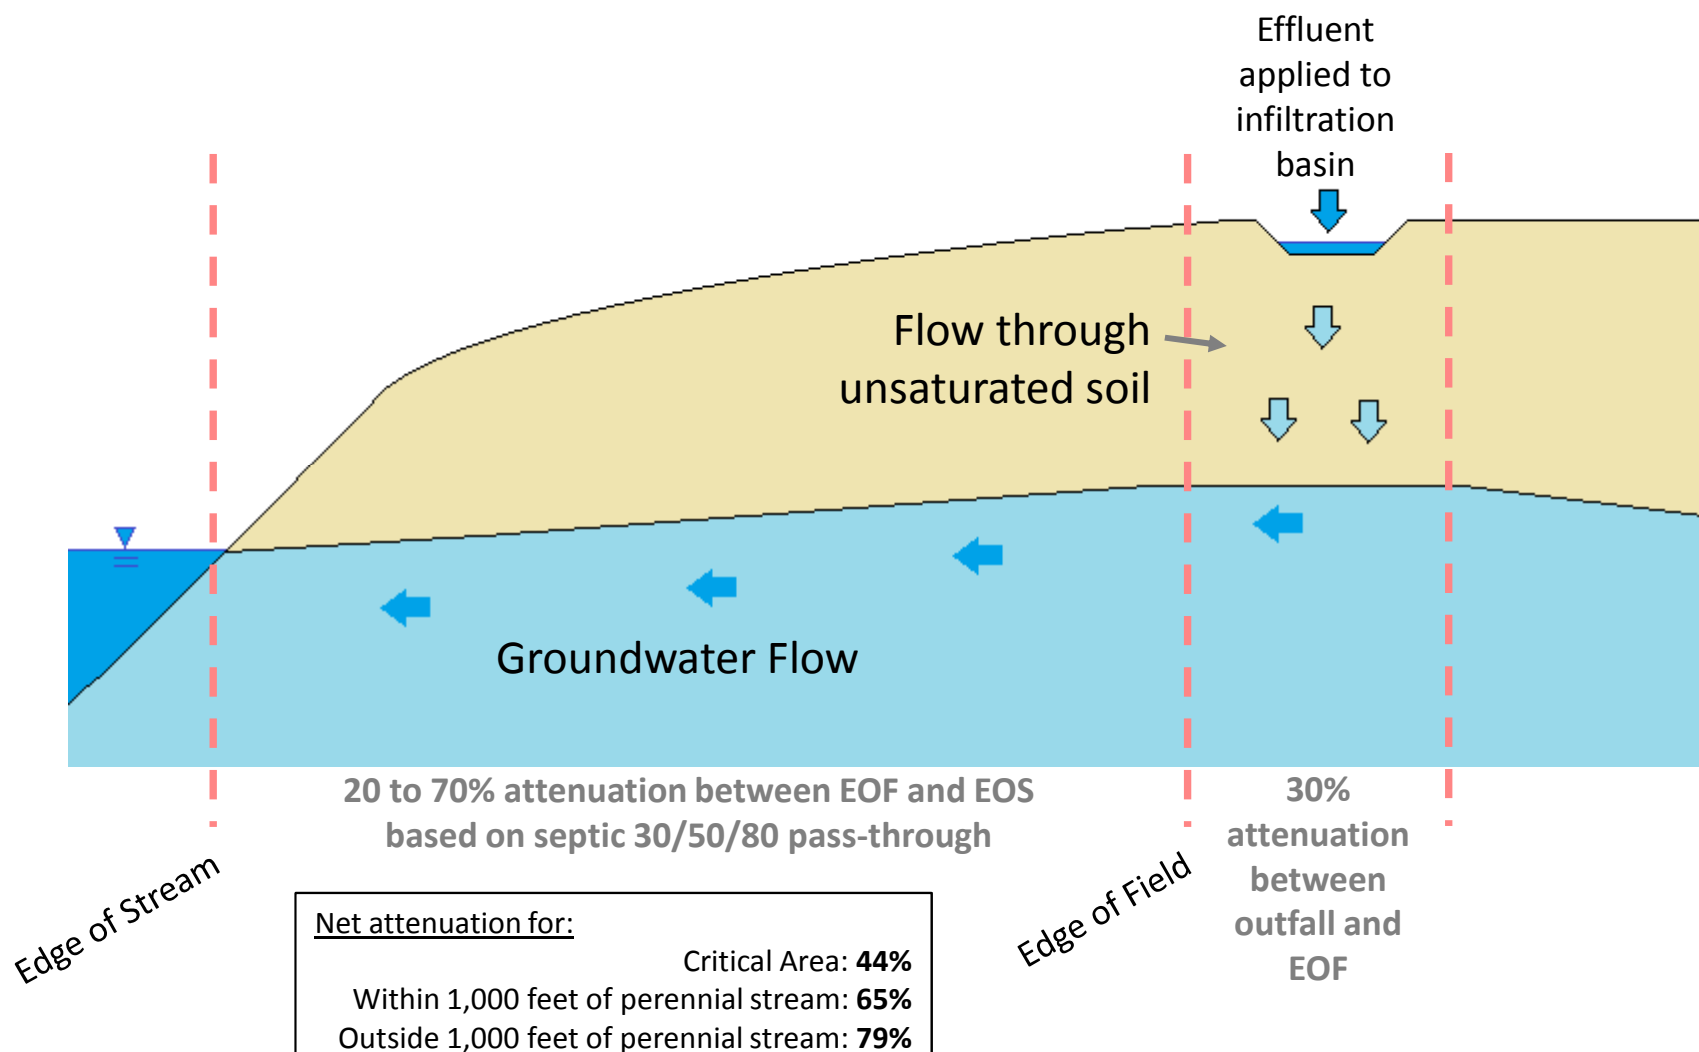 Effluent
applied to
infiltration
basin
Flow through
unsaturated soil
Groundwater Flow
20 to 70% attenuation between EOF and EOS
based on septic 30/50/80 pass-through
30%
attenuation
between
outfall and
EOF
Edge of Stream
Edge of Field
Net attenuation for:
Critical Area: 44%
Within 1,000 feet of perennial stream: 65%
Outside 1,000 feet of perennial stream: 79%